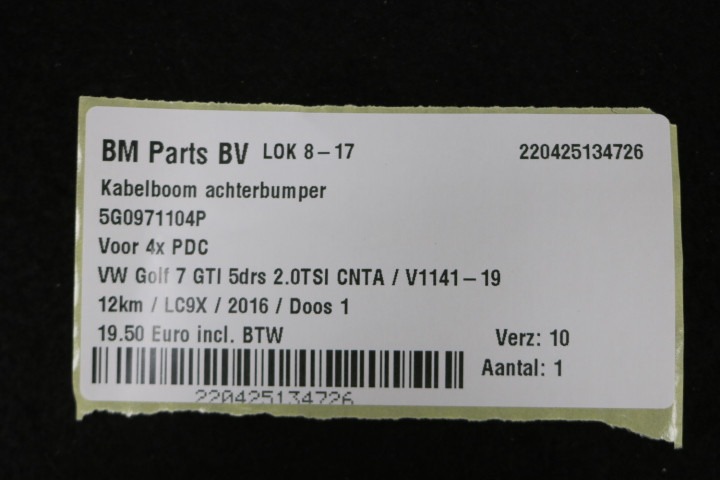 BM Parts BV LOK 8-17 220425134726
Kabelboom achterbumper
5G0971104P
Voor 4x PDC
VW Golf 7 GTI 5drs 2.0TSI CNTA / V1141-19
12km / LC9X / 2016 / Doos 1
19.50 Euro incl. BTW Verz: 10
Aantal: 1
220425134726